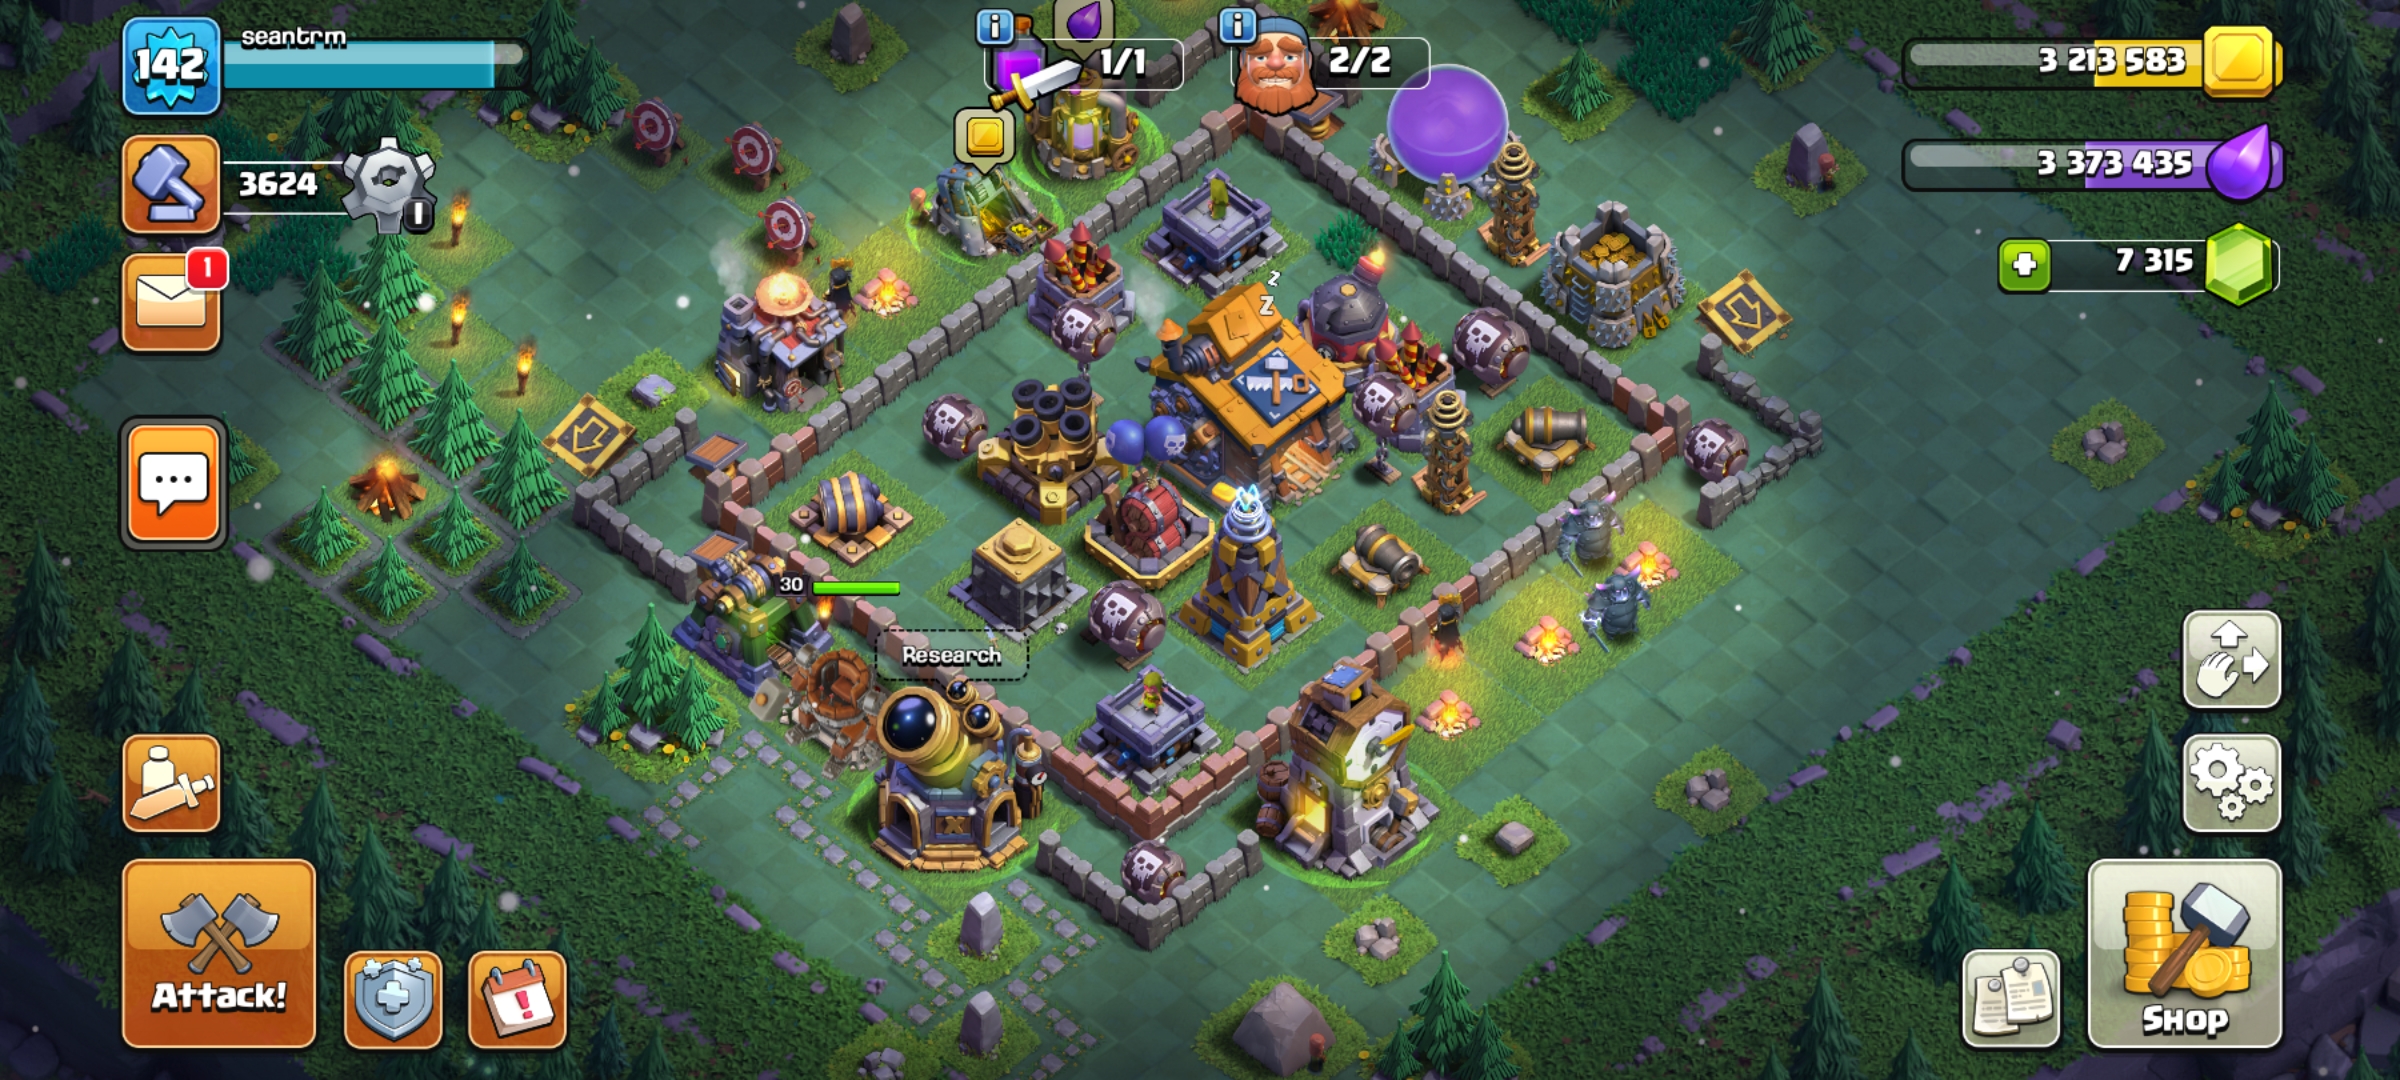 142
seantrm
1/1
2/2
3 213 583
3624
I
3 373 435
1
7 315
z
Z
30
Research
Attack!
Shop